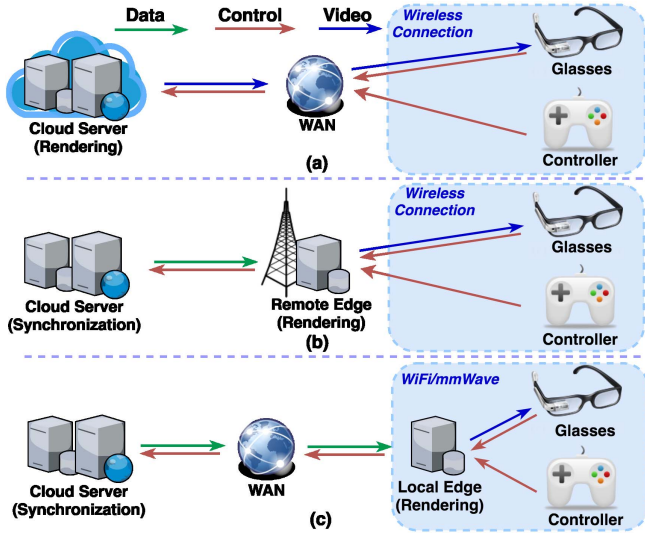 Data Control Video
Wireless
Connection
Glasses
Cloud Server
(Rendering)
WAN
Controller
(a)
Wireless
Connection
Glasses
Cloud Server
(Synchronization)
Remote Edge
(Rendering)
Controller
(b)
WiFi/mmWave
Glasses
Cloud Server
(Synchronization)
WAN
Local Edge
(Rendering)
Controller
(c)